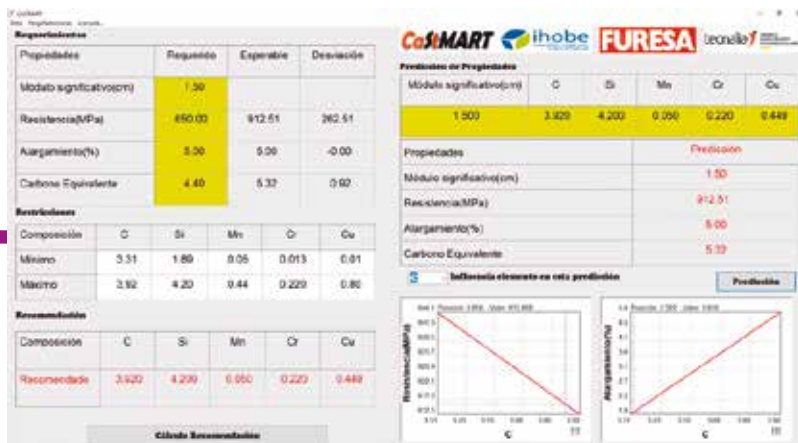 CaStMART
Requerimientos
Propiedades Requerido Esperable Desviación
Módulo significativo(cm) 1.50
Resistencia(MPa) 650.00 912.51 262.51
Alargamiento(%) 5.00 5.00 -0.00
Carbono Equivalente 4.40 5.32 0.92
Restricciones
Composición C Si Mn Cr Cu
Mínimo 3.31 1.89 0.05 0.013 0.01
Máximo 3.92 4.20 0.44 0.220 0.80
Recomendación
Composición C Si Mn Cr Cu
Recomendado 3.920 4.200 0.050 0.220 0.449
Cálculo Recomendación
CaStMART ihobe FURESA tecnalia
Predicción de Propiedades
Módulo significativo(cm) C Si Mn Cr Cu
1.500 3.920 4.200 0.050 0.220 0.449
Propiedades Predicción
Módulo significativo(cm) 1.50
Resistencia(MPa) 912.51
Alargamiento(%) 5.00
Carbono Equivalente 5.32
C Influencia elemento en esta predicción
Predicción
Resistencia(MPa)
C
Alargamiento(%)
C